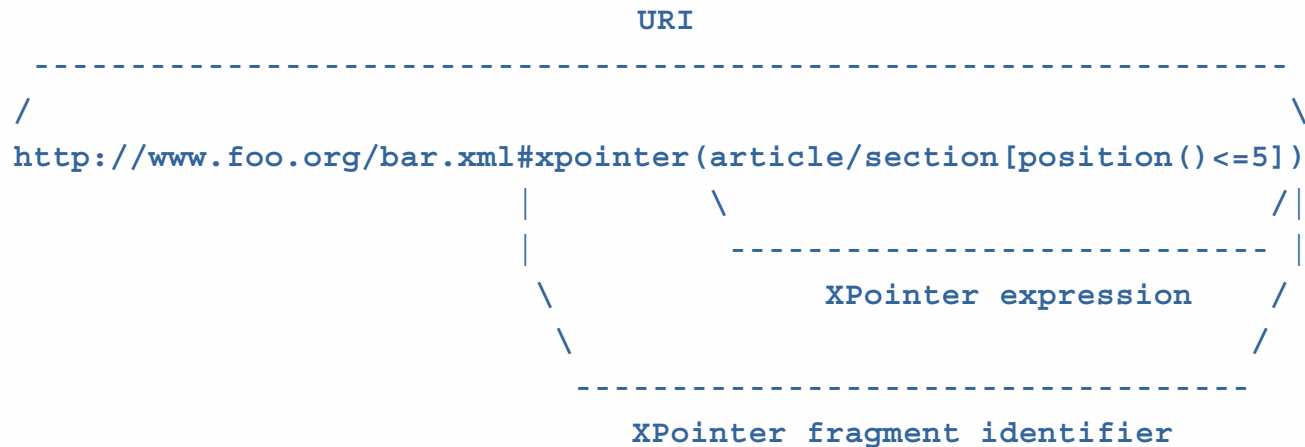 URI
-----------------------------------------------------------------
/ \
http://www.foo.org/bar.xml#xpointer(article/section[position()<=5])
| \ /|
| ---------------------------- |
\ XPointer expression /
\ /
-----------------------------------
XPointer fragment identifier